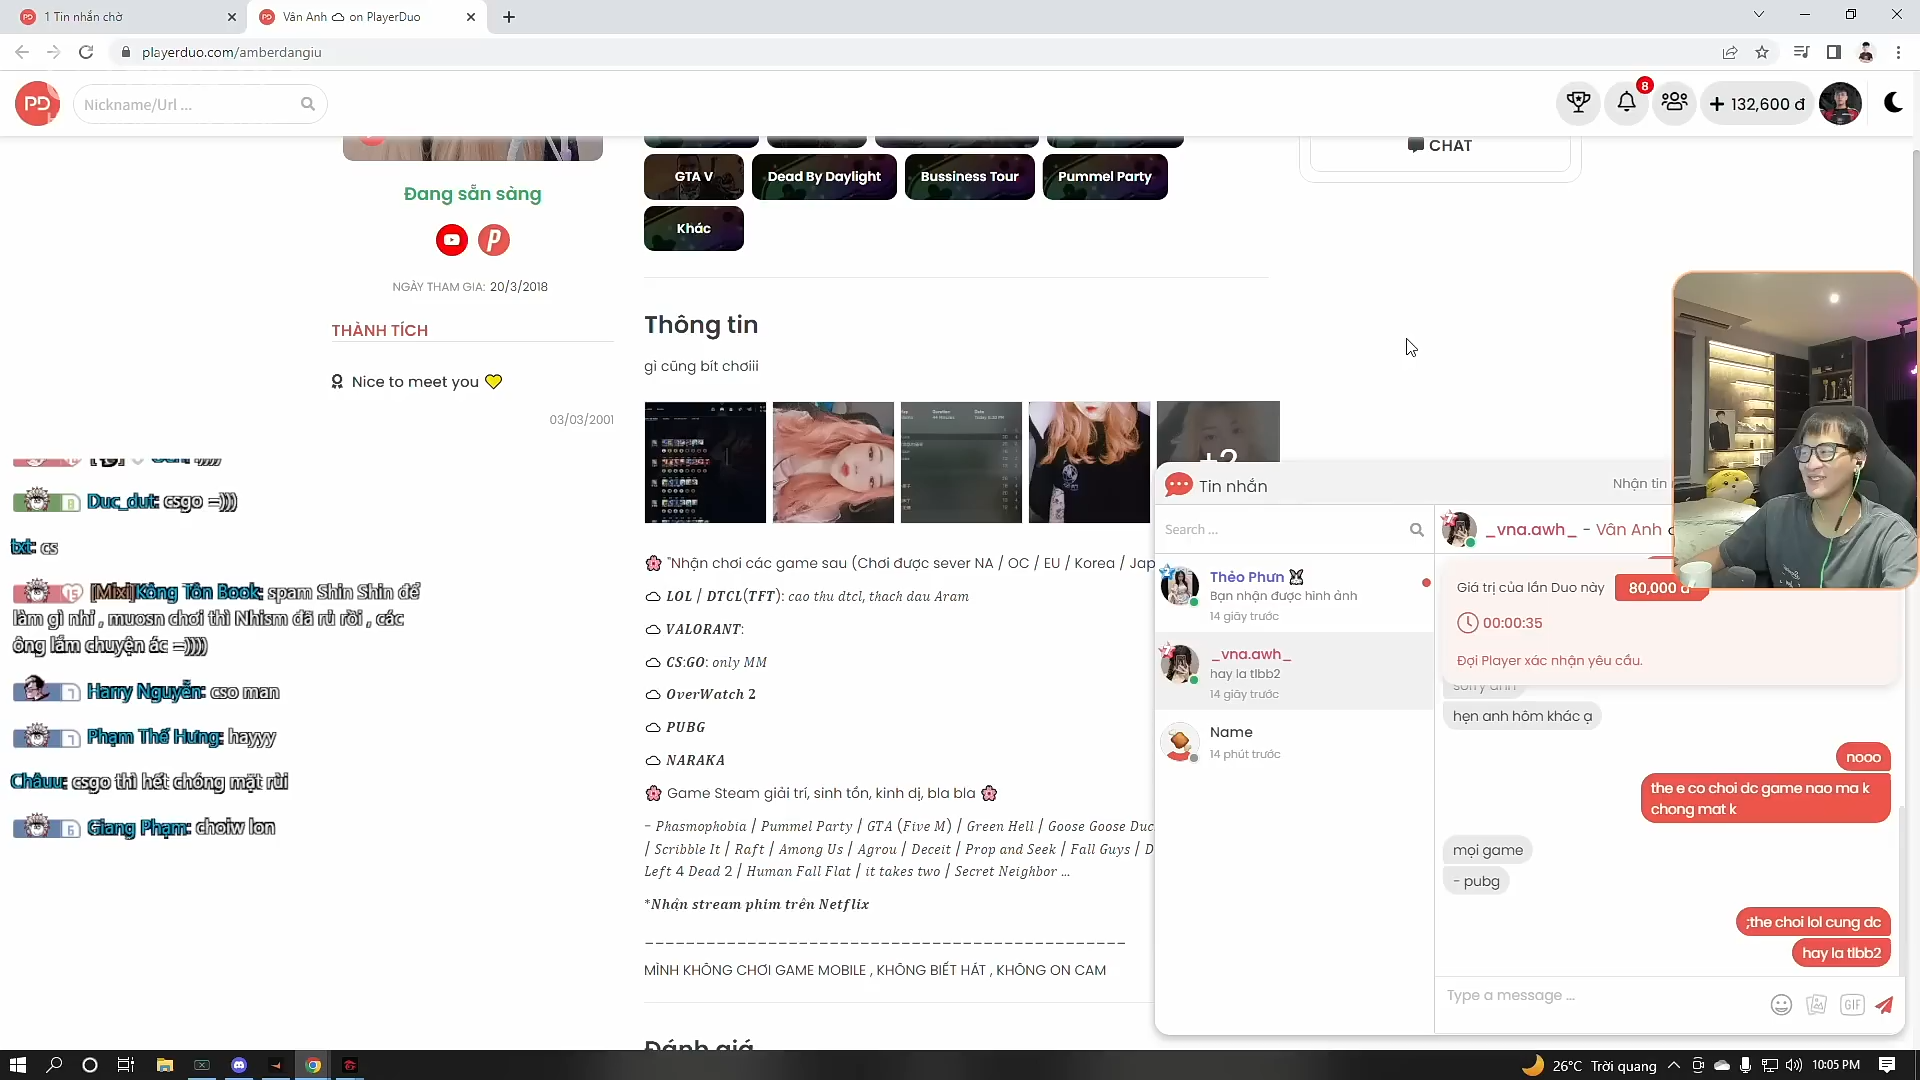 1 Tin nhắn chờ
Vân Anh on PlayerDuo
playerduo.com/amberdangiu
PD
Nickname/Url ...
8
+ 132,600 đ
CHAT
GTA V
Dead By Daylight
Bussiness Tour
Pummel Party
Khác
Đang sẵn sàng
NGÀY THAM GIA: 20/3/2018
THÀNH TÍCH
Nice to meet you 💛
03/03/2001
Thông tin
gì cũng bít chơiii
+2
🌸 "Nhận chơi các game sau (Chơi được sever NA / OC / EU / Korea / Jap
LOL / DTCL(TFT): cao thu dtcl, thach dau Aram
VALORANT:
CS:GO: only MM
OverWatch 2
PUBG
NARAKA
🌸 Game Steam giải trí, sinh tồn, kinh dị, bla bla 🌸
- Phasmophobia / Pummel Party / GTA (Five M) / Green Hell / Goose Goose Duc
/ Scribble It / Raft / Among Us / Agrou / Deceit / Prop and Seek / Fall Guys / D
Left 4 Dead 2 / Human Fall Flat / it takes two / Secret Neighbor ...
*Nhận stream phim trên Netflix
MÌNH KHÔNG CHƠI GAME MOBILE , KHÔNG BIẾT HÁT , KHÔNG ON CAM
Đánh giá
Duc_dut: csgo =)))
txt: cs
15 [Mixi]Kông Tôn Book: spam Shin Shin để
làm gì nhỉ , muosn chơi thì Nhism đã rủ rồi , các
ông lắm chuyện ác =))))
7 Harry Nguyễn: cso man
7 Phạm Thế Hưng: hayyy
Châuu: csgo thì hết chóng mặt rùi
6 Giang Phạm: choiw lon
Tin nhắn
Nhận tin
Search ...
Thẻo Phưn
Bạn nhận được hình ảnh
14 giây trước
_vna.awh_
hay la tlbb2
14 giây trước
Name
14 phút trước
_vna.awh_ - Vân Anh
Giá trị của lần Duo này 80,000 đ
00:00:35
Đợi Player xác nhận yêu cầu.
sorry anh
hẹn anh hôm khác ạ
nooo
the e co choi dc game nao ma k
chong mat k
mọi game
- pubg
;the choi lol cung dc
hay la tlbb2
Type a message ...
GIF
26°C Trời quang
10:05 PM